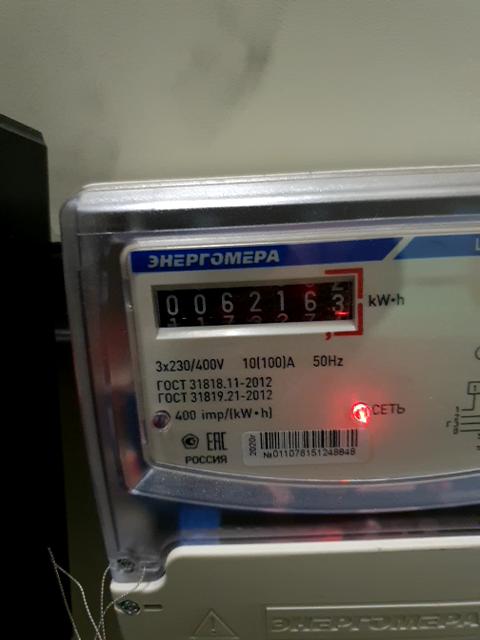 ЭНЕРГОМЕРА
0062163 kW•h
3x230/400V 10(100)A 50Hz
ГОСТ 31818.11-2012
ГОСТ 31819.21-2012
400 imp/(kW•h)
СЕТЬ
EAC
РОССИЯ
2020г
№011076151248848
ЭНЕРГОМЕРА